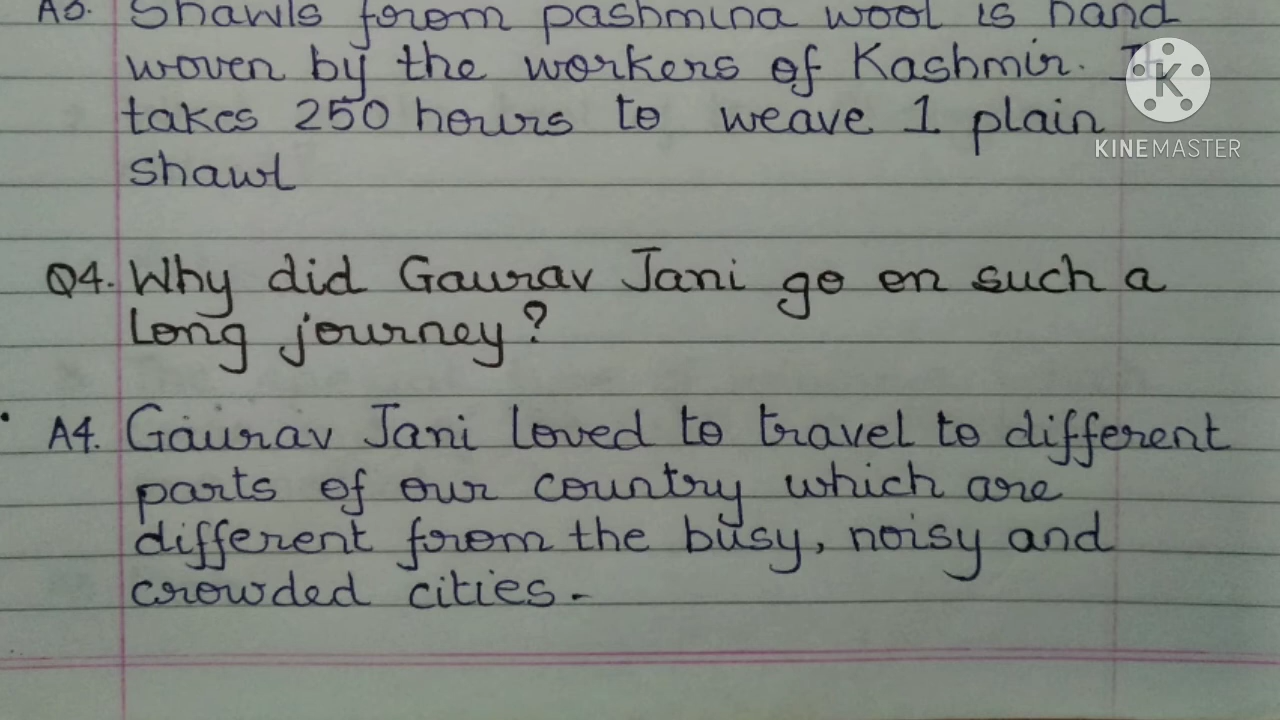 A3. Shawls from pashmina wool is hand
woven by the workers of Kashmir. It
takes 250 hours to weave 1 plain
shawl
K
KINEMASTER
Q4. Why did Gaurav Jani go on such a
long journey?
A4. Gaurav Jani loved to travel to different
parts of our country which are
different from the busy, noisy and
crowded cities.